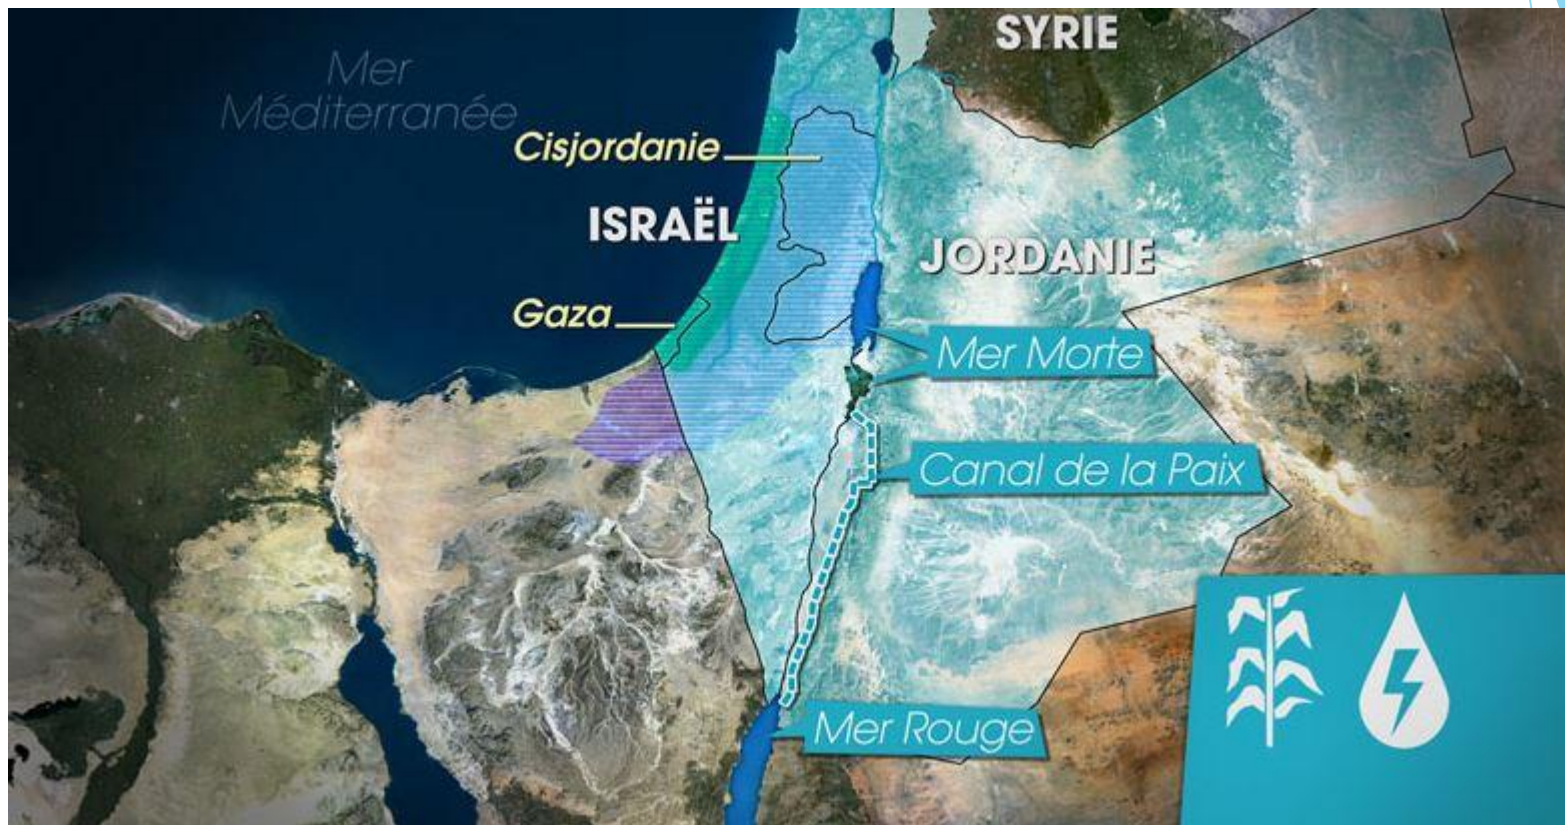 SYRIE
Mer
Méditerranée
Cisjordanie
ISRAËL
JORDANIE
Gaza
Mer Morte
Canal de la Paix
Mer Rouge